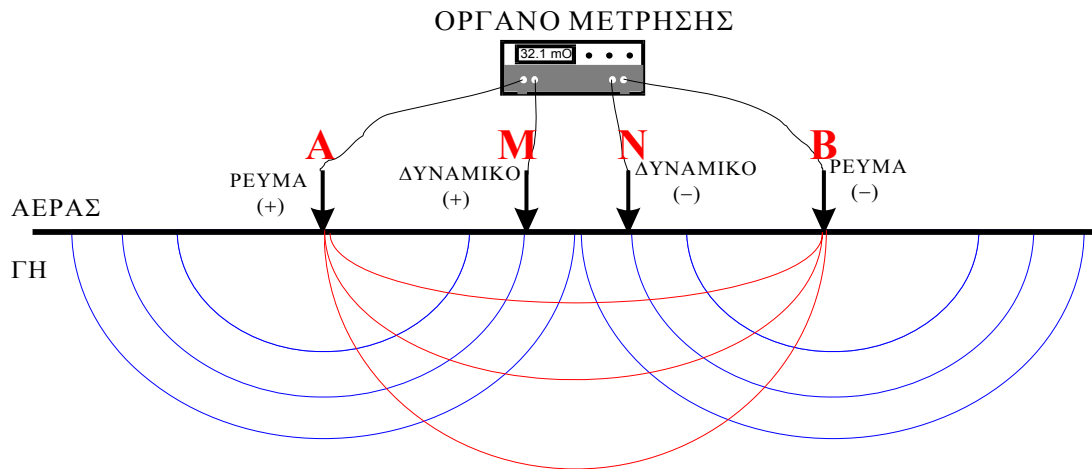 ΟΡΓΑΝΟ ΜΕΤΡΗΣΗΣ
32.1 mO
A
M
N
B
ΡΕΥΜΑ
(+)
ΔΥΝΑΜΙΚΟ
(+)
ΔΥΝΑΜΙΚΟ
(−)
ΡΕΥΜΑ
(−)
ΑΕΡΑΣ
ΓΗ